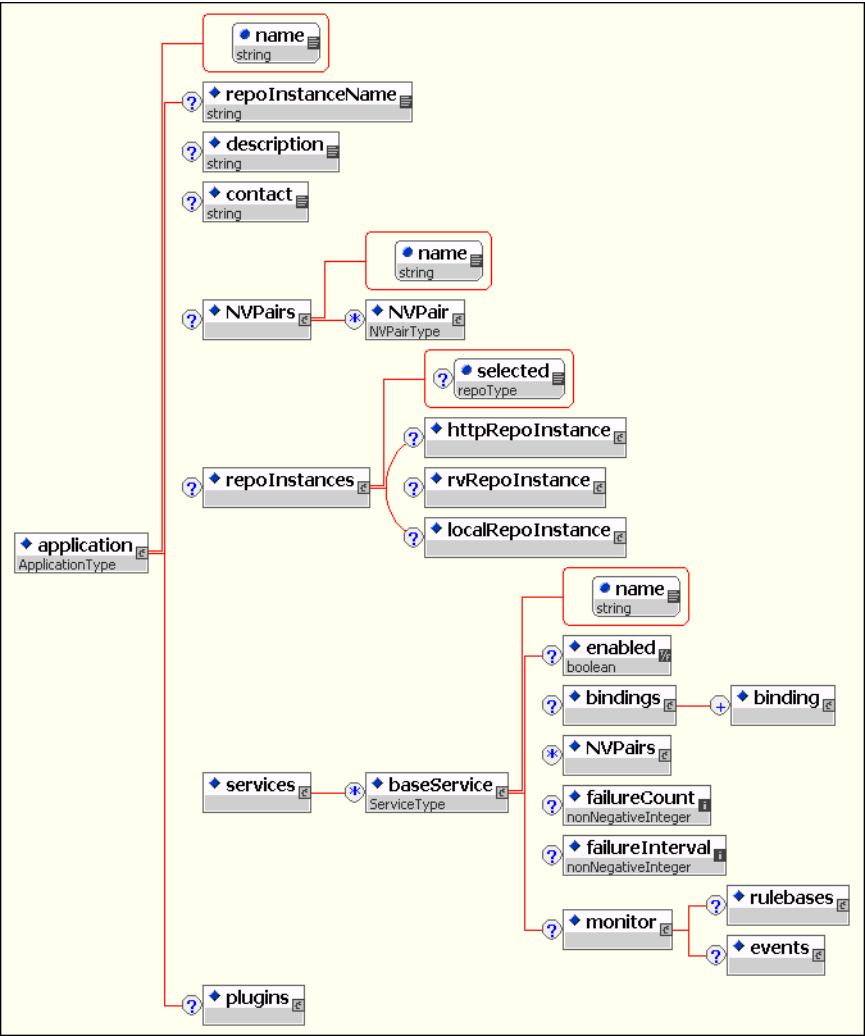 name
string
? repoInstanceName
string
? description
string
? contact
string
name
string
? NVPairs
* NVPair
NVPairType
? selected
repoType
? httpRepoInstance
? repoInstances
? rvRepoInstance
? localRepoInstance
application
ApplicationType
name
string
? enabled
boolean
? bindings
+ binding
* NVPairs
services
* baseService
ServiceType
? failureCount
nonNegativeInteger
? failureInterval
nonNegativeInteger
? monitor
? rulebases
? events
? plugins